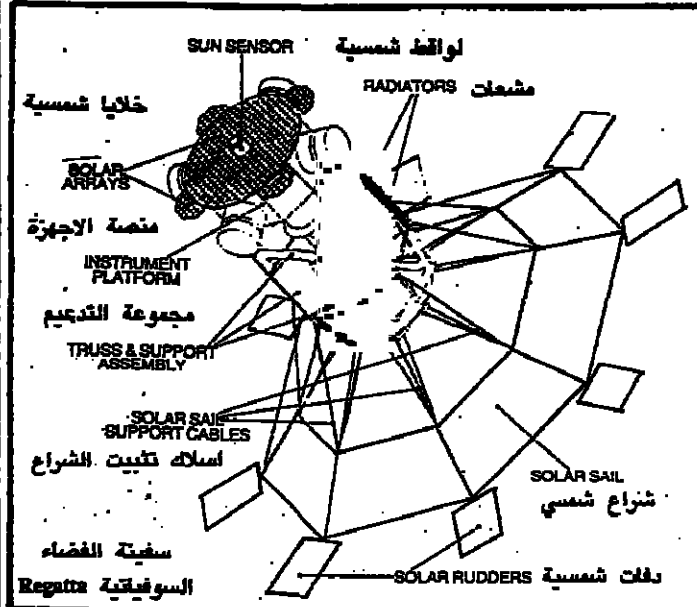 SUN SENSOR
لواقط شمسية
RADIATORS مشعات
خلايا شمسية
SOLAR
ARRAYS
منصة الاجهزة
INSTRUMENT
PLATFORM
مجموعة التدعيم
TRUSS & SUPPORT
ASSEMBLY
SOLAR SAIL
SUPPORT CABLES
اسلاك تثبيت الشراع
SOLAR SAIL
شراع شمسي
سفينة الفضاء
السوفياتية Regatta
SOLAR RUDDERS دفات شمسية